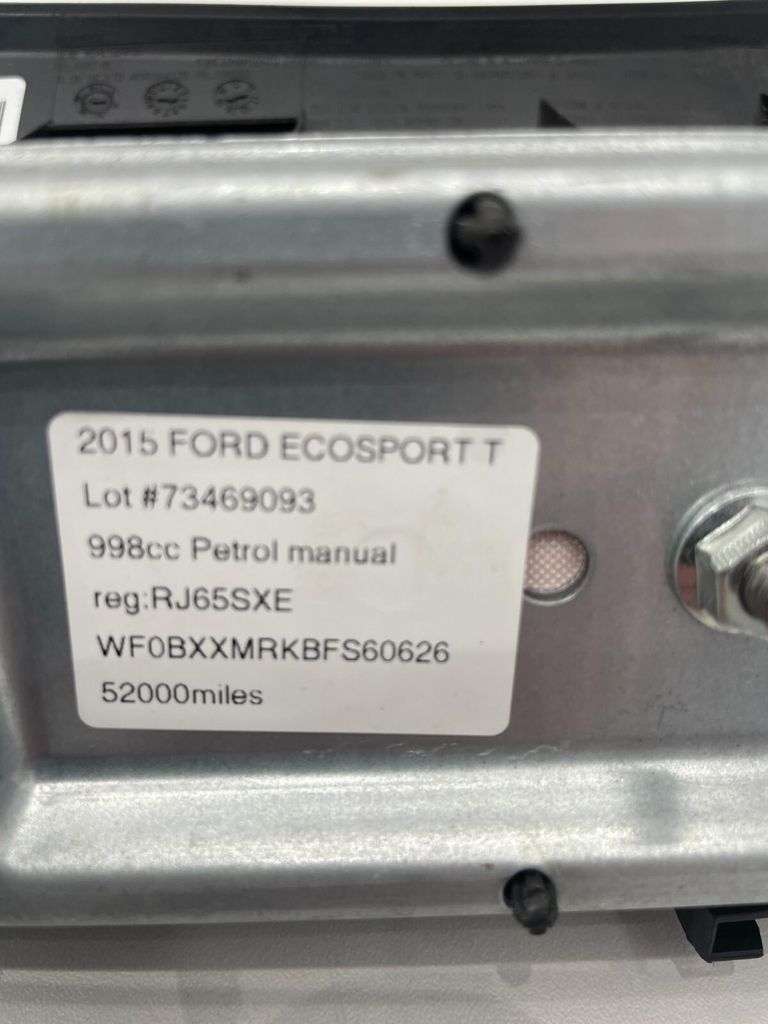 2015 FORD ECOSPORT T
Lot #73469093
998cc Petrol manual
reg:RJ65SXE
WF0BXXMRKBFS60626
52000miles